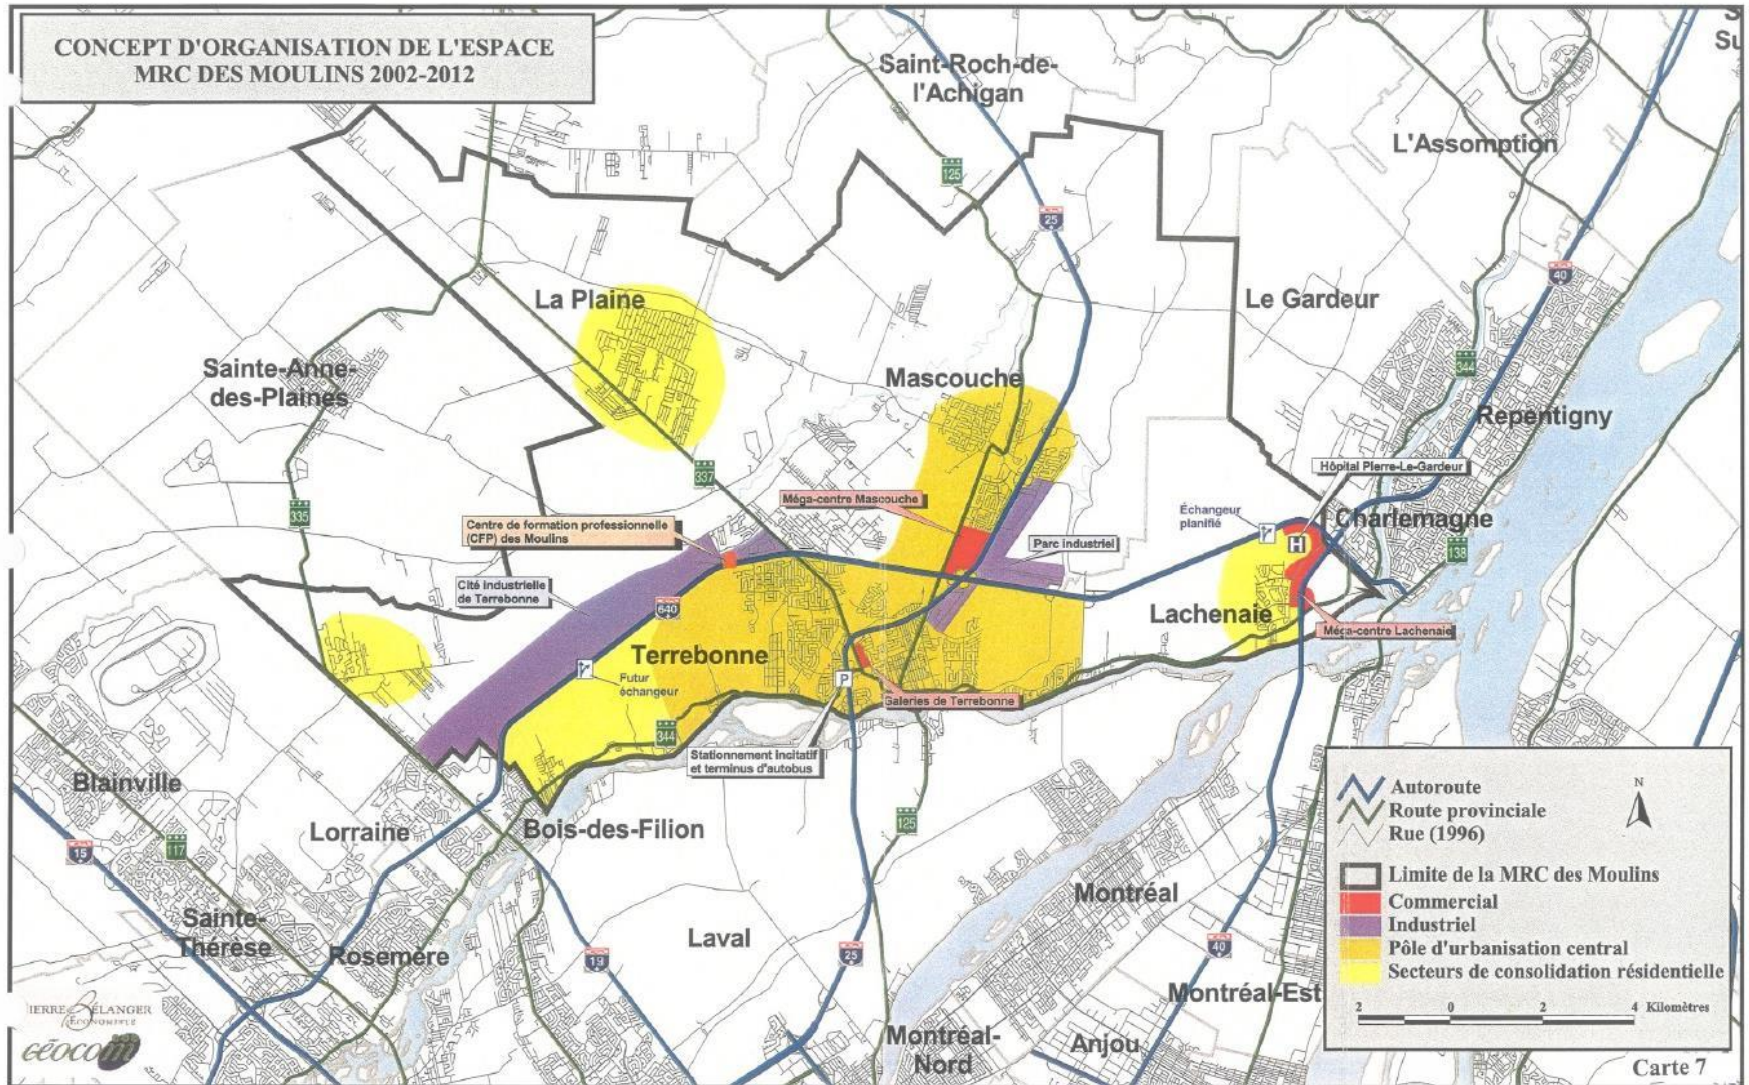 CONCEPT D'ORGANISATION DE L'ESPACE
MRC DES MOULINS 2002-2012
Saint-Roch-de-
l'Achigan
L'Assomption
125
25
40
La Plaine
Le Gardeur
Sainte-Anne-
des-Plaines
Mascouche
344
Repentigny
337
335
Hôpital Pierre-Le-Gardeur
Méga-centre Mascouche
Échangeur
planifié
Charlemagne
H
138
Centre de formation professionnelle
(CFP) des Moulins
Parc industriel
Cité industrielle
de Terrebonne
640
Lachenaie
Méga-centre Lachenaie
Terrebonne
Futur
échangeur
P
Galeries de Terrebonne
344
Stationnement incitatif
et terminus d'autobus
Blainville
Lorraine
Bois-des-Filion
125
15
117
Montréal
Sainte-
Thérèse
Rosemère
Laval
19
25
40
Montréal-Est
Montréal-
Nord
Anjou
N
Autoroute
Route provinciale
Rue (1996)
Limite de la MRC des Moulins
Commercial
Industriel
Pôle d'urbanisation central
Secteurs de consolidation résidentielle
2 0 2 4 Kilomètres
IERRE BÉLANGER
ÉCONOMISTE
GÉOCOM
Carte 7